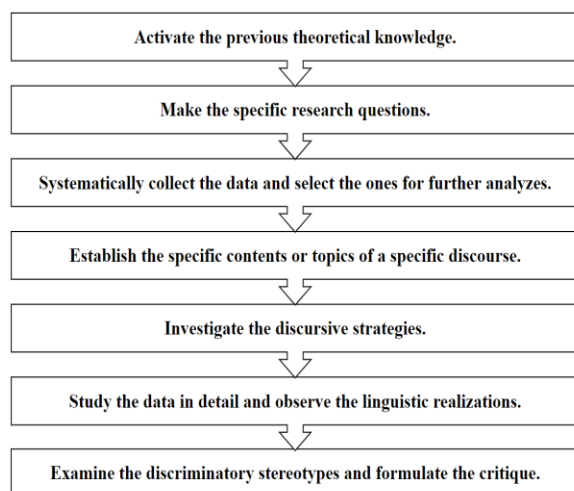 Activate the previous theoretical knowledge.
Make the specific research questions.
Systematically collect the data and select the ones for further analyzes.
Establish the specific contents or topics of a specific discourse.
Investigate the discursive strategies.
Study the data in detail and observe the linguistic realizations.
Examine the discriminatory stereotypes and formulate the critique.